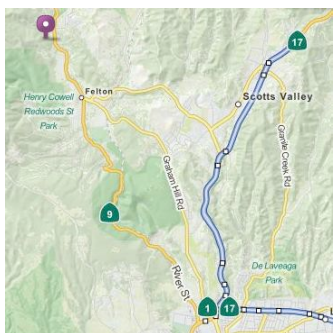 17
Felton
Henry Cowell
Redwoods St
Park
Scotts Valley
Graham Hill Rd
Granite Creek Rd
9
River St
De Laveaga
Park
1
17